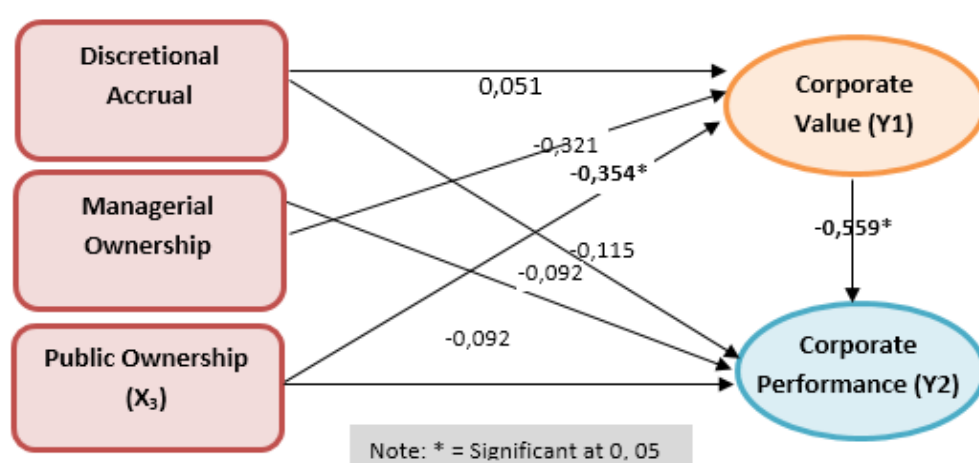 Discretional
Accrual
Managerial
Ownership
Public Ownership
(X₃)
0,051
-0,321
-0,354*
-0,115
-0,092
-0,092
Corporate
Value (Y1)
-0,559*
Corporate
Performance (Y2)
Note: * = Significant at 0, 05